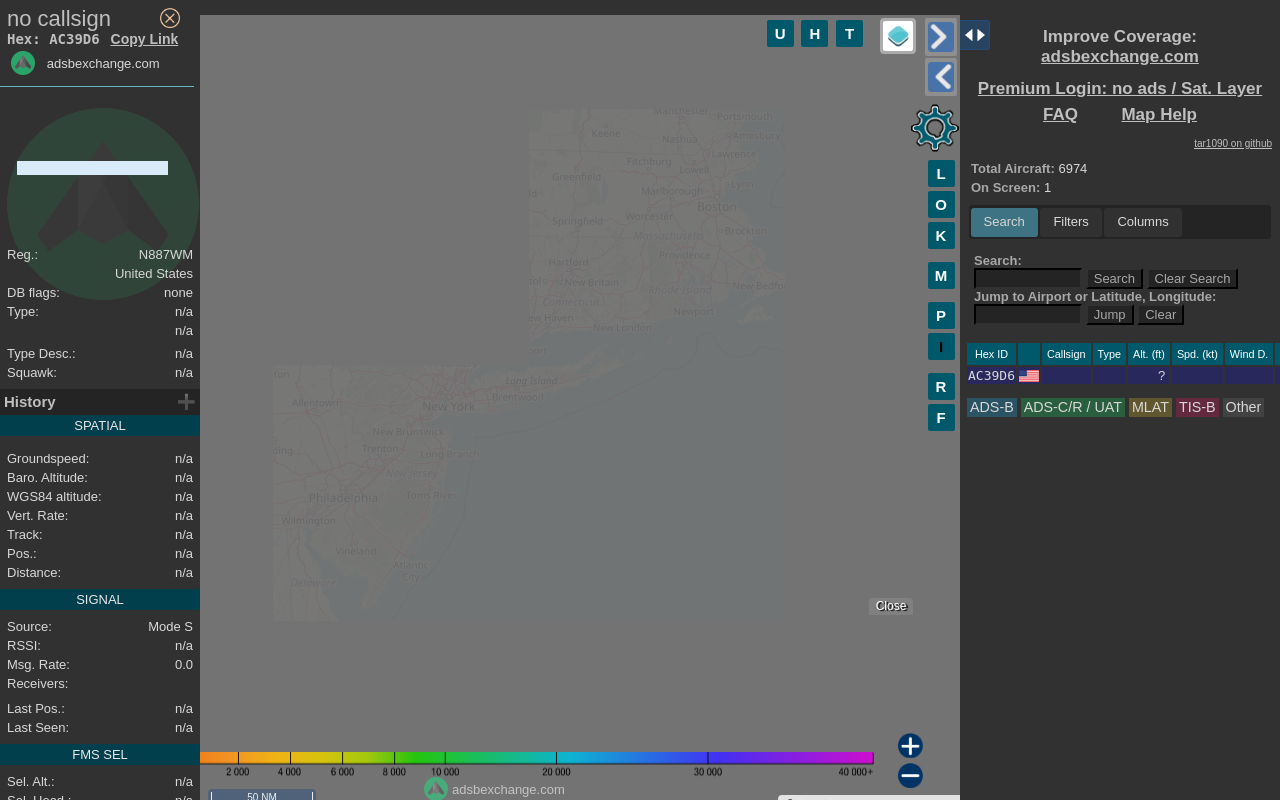 no callsign
Hex: AC39D6 Copy Link
adsbexchange.com
Reg.: N887WM
United States
DB flags: none
Type: n/a
n/a
Type Desc.: n/a
Squawk: n/a
History
SPATIAL
Groundspeed: n/a
Baro. Altitude: n/a
WGS84 altitude: n/a
Vert. Rate: n/a
Track: n/a
Pos.: n/a
Distance: n/a
SIGNAL
Source: Mode S
RSSI: n/a
Msg. Rate: 0.0
Receivers:
Last Pos.: n/a
Last Seen: n/a
FMS SEL
Sel. Alt.: n/a
Sel. Head.: n/a
U H T
L
O
K
M
P
I
R
F
Manchester
Portsmouth
Keene
Nashua
Amesbury
Fitchburg
Lawrence
Greenfield
Lowell
Lynn
Marlborough
Boston
Springfield
Worcester
Massachusetts
Brockton
Hartford
Providence
New Britain
Connecticut
Rhode Island
New Bedford
Newport
New London
Long Island
Brentwood
Allentown
New York
New Brunswick
Trenton
Long Branch
New Jersey
Philadelphia
Toms River
Wilmington
Vineland
Atlantic
City
Delaware
Close
2 000 4 000 6 000 8 000 10 000 20 000 30 000 40 000+
adsbexchange.com
50 NM
Improve Coverage:
adsbexchange.com
Premium Login: no ads / Sat. Layer
FAQ Map Help
tar1090 on github
Total Aircraft: 6974
On Screen: 1
Search Filters Columns
Search:
Search Clear Search
Jump to Airport or Latitude, Longitude:
Jump Clear
Hex ID Callsign Type Alt. (ft) Spd. (kt) Wind D.
AC39D6 ?
ADS-B ADS-C/R / UAT MLAT TIS-B Other